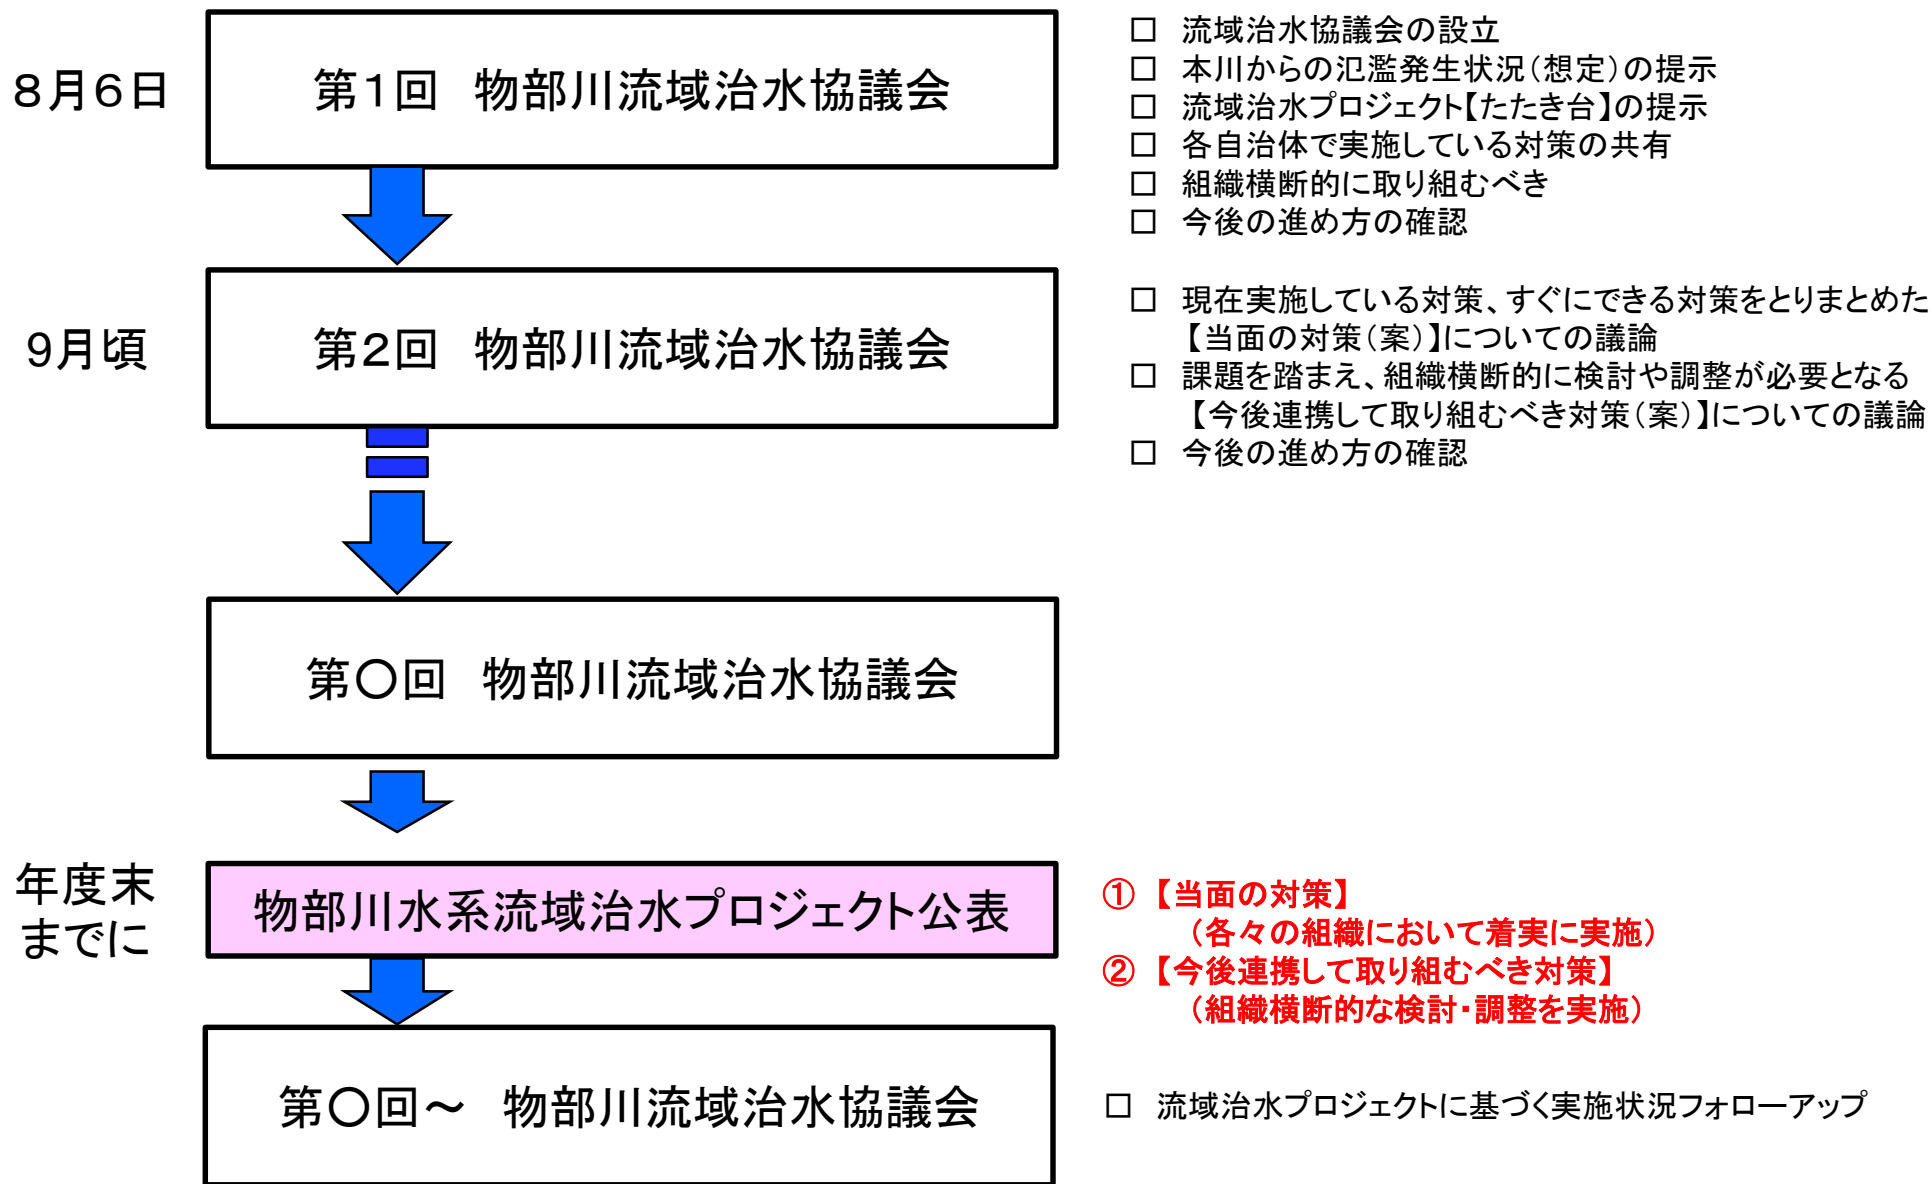 8月6日
第1回　物部川流域治水協議会
□　流域治水協議会の設立
□　本川からの氾濫発生状況（想定）の提示
□　流域治水プロジェクト【たたき台】の提示
□　各自治体で実施している対策の共有
□　組織横断的に取り組むべき
□　今後の進め方の確認
9月頃
第2回　物部川流域治水協議会
□　現在実施している対策、すぐにできる対策をとりまとめた
【当面の対策（案）】についての議論
□　課題を踏まえ、組織横断的に検討や調整が必要となる
【今後連携して取り組むべき対策（案）】についての議論
□　今後の進め方の確認
第〇回　物部川流域治水協議会
年度末
までに
物部川水系流域治水プロジェクト公表
①【当面の対策】
（各々の組織において着実に実施）
②【今後連携して取り組むべき対策】
（組織横断的な検討・調整を実施）
第〇回～　物部川流域治水協議会
□　流域治水プロジェクトに基づく実施状況フォローアップ